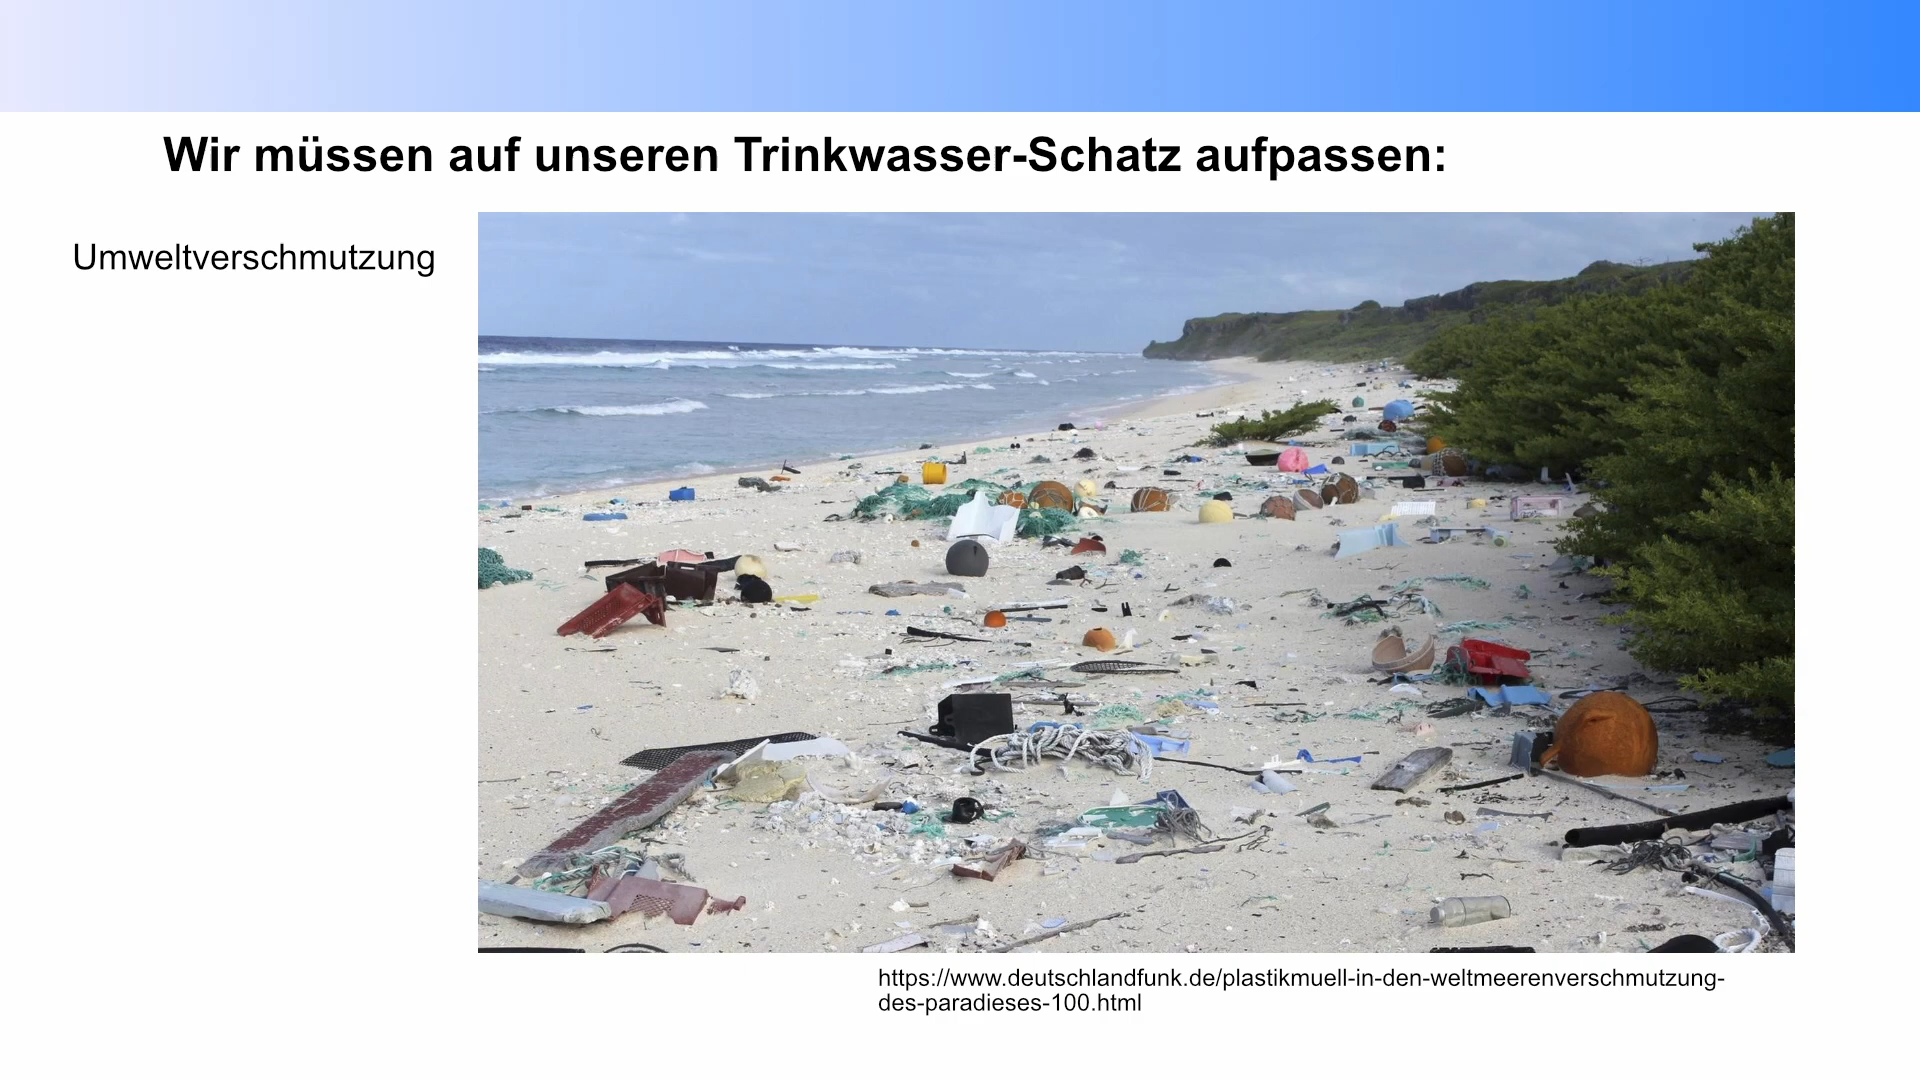 Wir müssen auf unseren Trinkwasser-Schatz aufpassen:
Umweltverschmutzung
https://www.deutschlandfunk.de/plastikmuell-in-den-weltmeerenverschmutzung-
des-paradieses-100.html